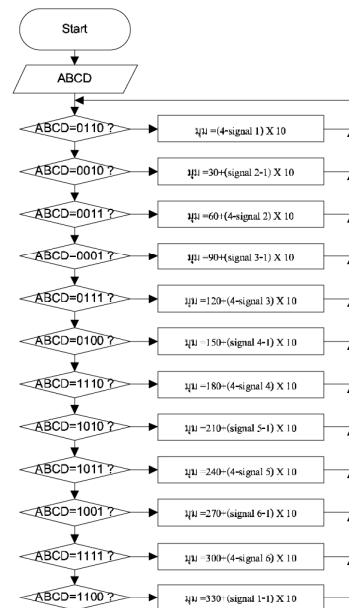 Start
ABCD
ABCD=0110 ?
มุม =(4-signal 1) X 10
ABCD=0010 ?
มุม =30+(signal 2-1) X 10
ABCD=0011 ?
มุม =60+(4-signal 2) X 10
ABCD=0001 ?
มุม =90+(signal 3-1) X 10
ABCD=0111 ?
มุม =120+(4-signal 3) X 10
ABCD=0100 ?
มุม =150+(signal 4-1) X 10
ABCD=1110 ?
มุม =180+(4-signal 4) X 10
ABCD=1010 ?
มุม =210+(signal 5-1) X 10
ABCD=1011 ?
มุม =240+(4-signal 5) X 10
ABCD=1001 ?
มุม =270+(signal 6-1) X 10
ABCD=1111 ?
มุม =300+(4-signal 6) X 10
ABCD=1100 ?
มุม =330+(signal 1-1) X 10